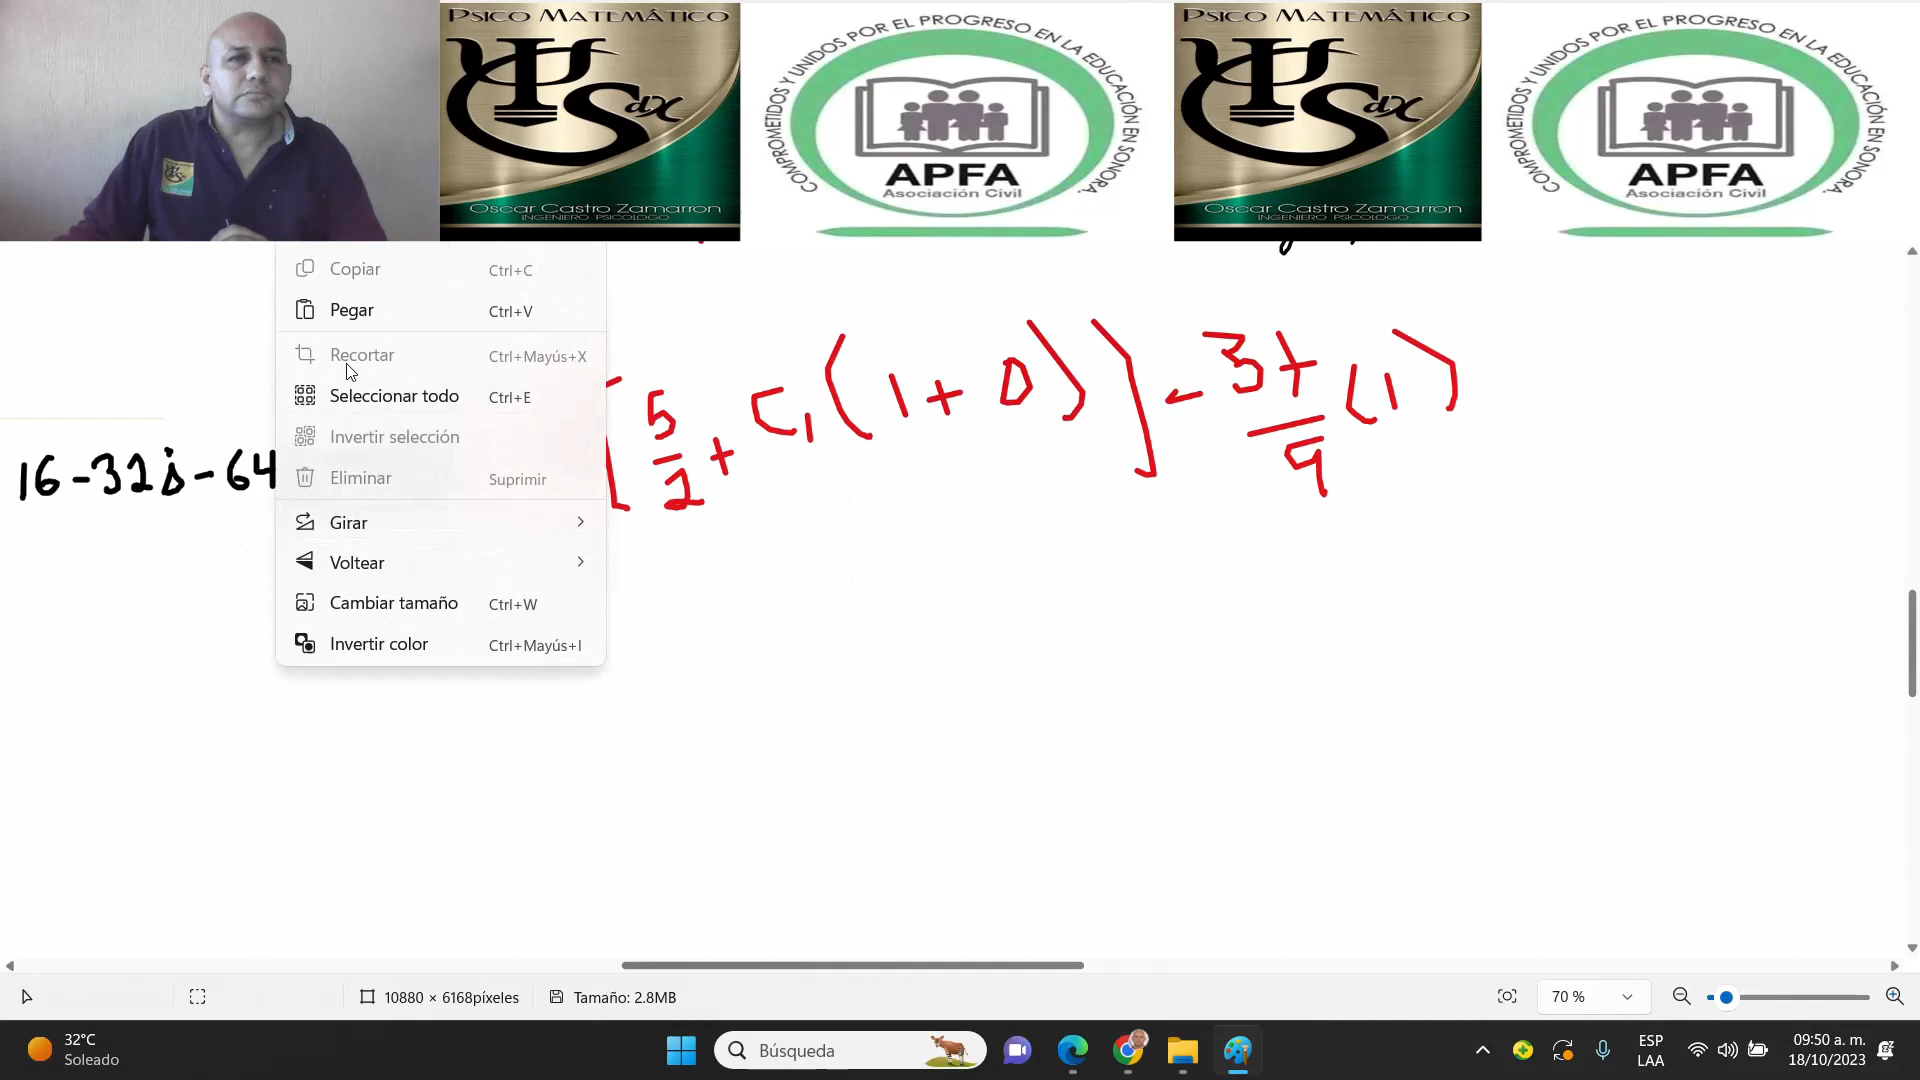 PSICO MATEMÁTICO
dx
Oscar Castro Zamarron
INGENIERO PSICOLOGO
COMPROMETIDOS Y UNIDOS POR EL PROGRESO EN LA EDUCACIÓN EN SONORA.
APFA
Asociación Civil
PSICO MATEMÁTICO
dx
Oscar Castro Zamarron
INGENIERO PSICOLOGO
COMPROMETIDOS Y UNIDOS POR EL PROGRESO EN LA EDUCACIÓN EN SONORA.
APFA
Asociación Civil
Copiar Ctrl+C
Pegar Ctrl+V
Recortar Ctrl+Mayús+X
Seleccionar todo Ctrl+E
Invertir selección
Eliminar Suprimir
Girar
Voltear
Cambiar tamaño Ctrl+W
Invertir color Ctrl+Mayús+I
16-32i-64
[5/2 + C1(1+0)] - 3t/9 (1)
10880 × 6168píxeles
Tamaño: 2.8MB
70 %
32°C
Soleado
Búsqueda
ESP
LAA
09:50 a. m.
18/10/2023